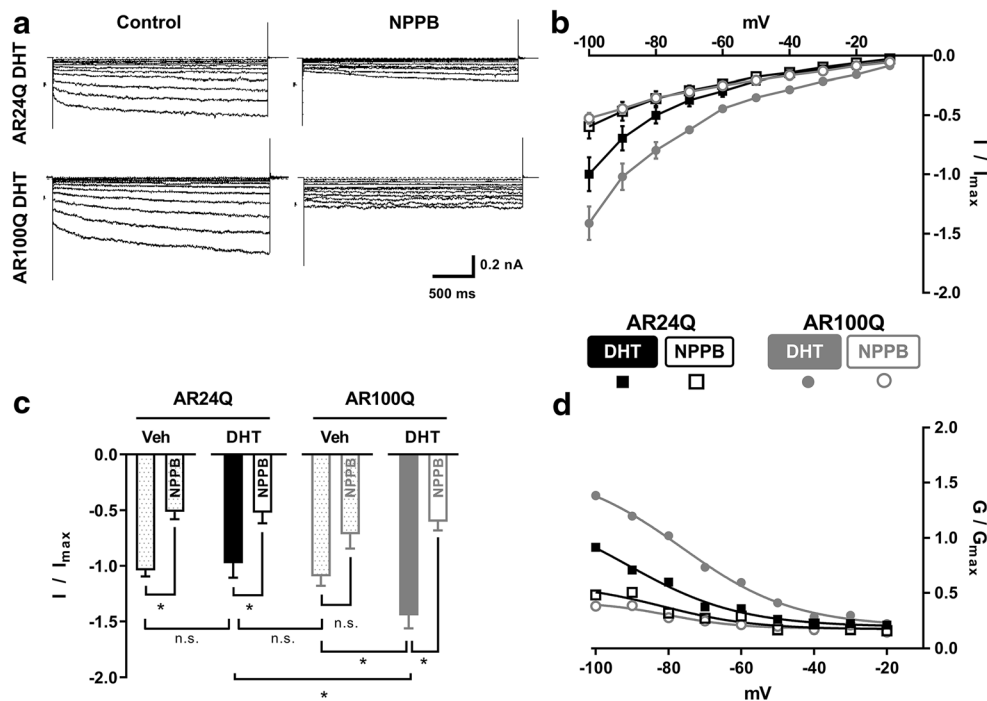 a
Control
NPPB
AR24Q DHT
AR100Q DHT
0.2 nA
500 ms
b
mV
-100 -80 -60 -40 -20
0.0
-0.5
-1.0
-1.5
-2.0
I / Imax
AR24Q
AR100Q
DHT
NPPB
DHT
NPPB
c
AR24Q
AR100Q
Veh
DHT
Veh
DHT
0.0
-0.5
-1.0
-1.5
-2.0
I / Imax
NPPB
NPPB
NPPB
NPPB
*
*
n.s.
n.s.
n.s.
*
*
*
d
2.0
1.5
1.0
0.5
0.0
G / Gmax
-100 -80 -60 -40 -20
mV